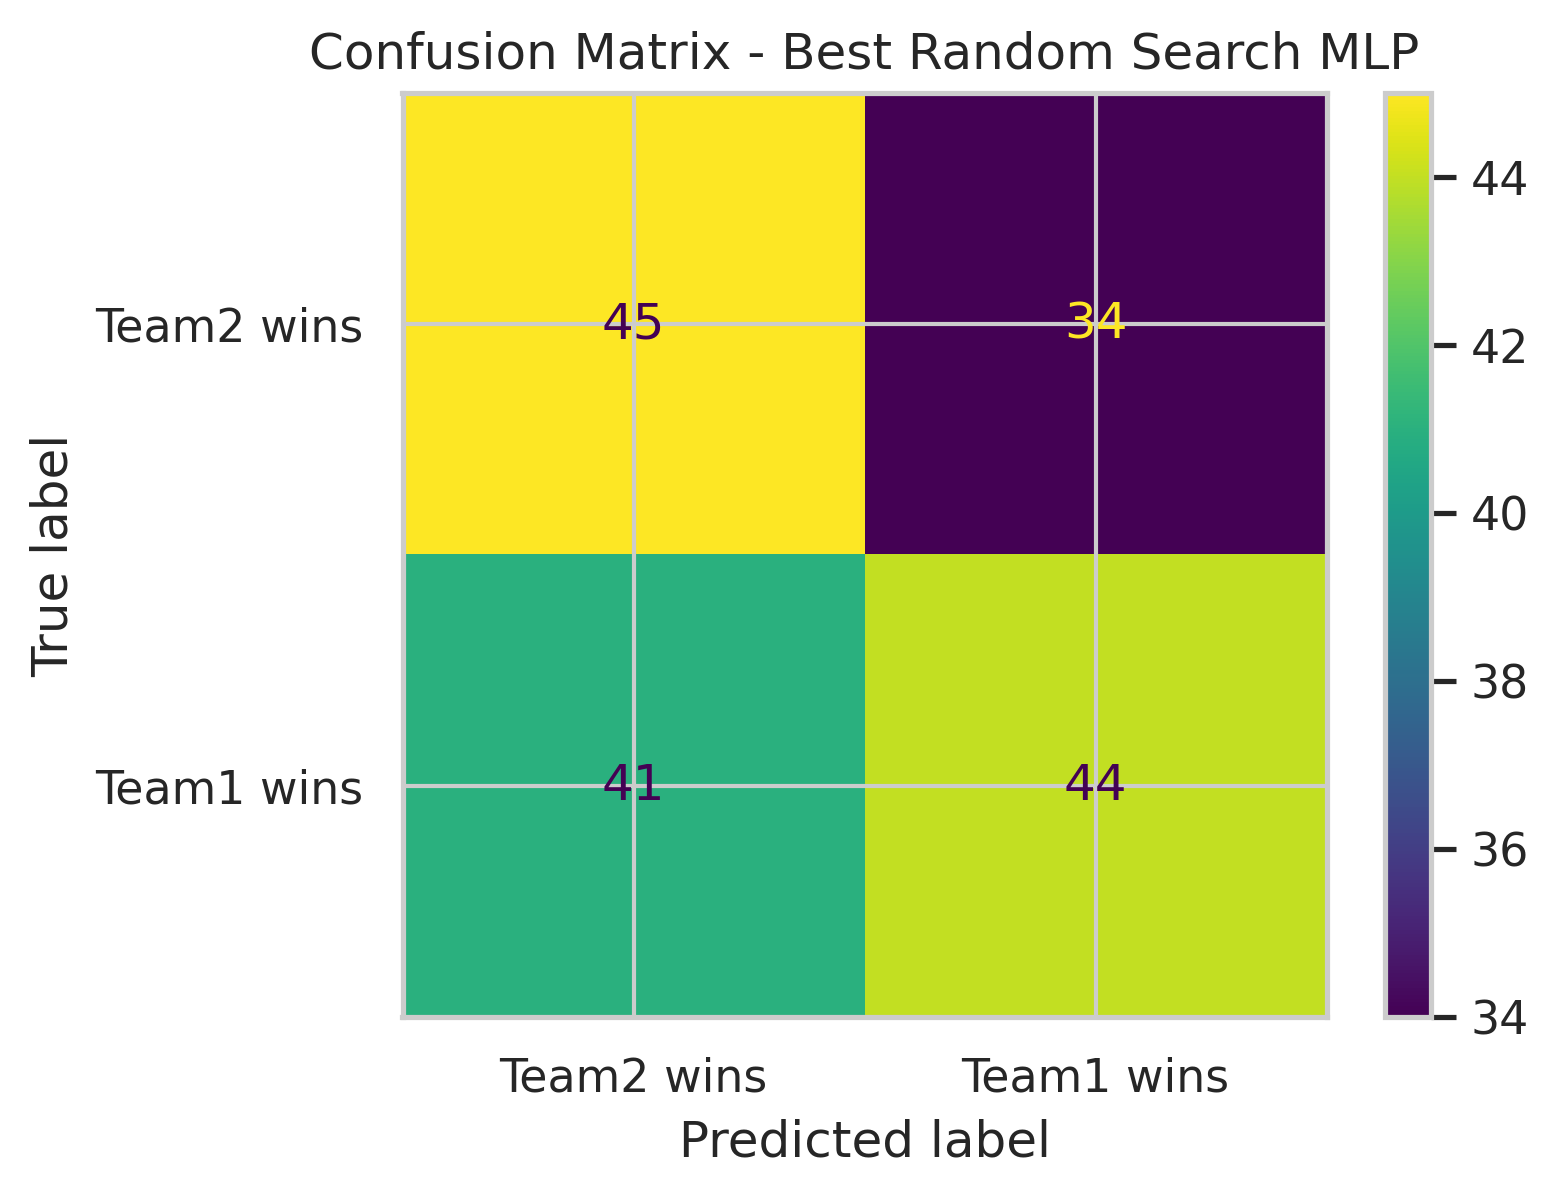 Confusion Matrix - Best Random Search MLP
True label
Team2 wins
45
34
Team1 wins
41
44
Team2 wins
Team1 wins
Predicted label
44
42
40
38
36
34